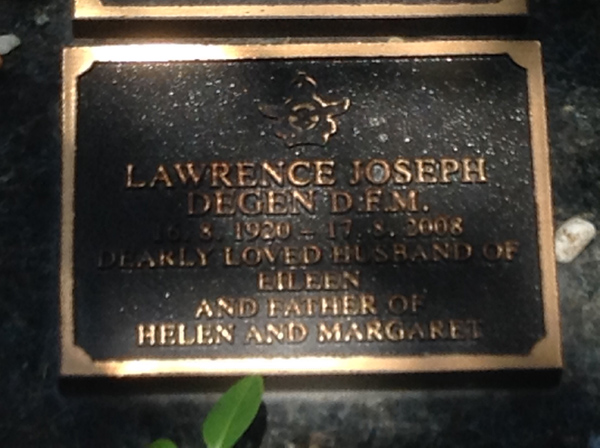 LAWRENCE JOSEPH
DEGEN D.F.M.
16. 8. 1920 – 17. 8. 2008
DEARLY LOVED HUSBAND OF
EILEEN
AND FATHER OF
HELEN AND MARGARET